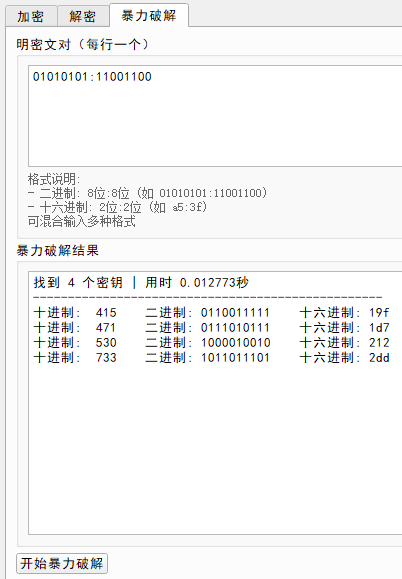 加密 解密 暴力破解
明密文对（每行一个）
01010101:11001100
格式说明:
- 二进制: 8位:8位 (如 01010101:11001100)
- 十六进制: 2位:2位 (如 a5:3f)
可混合输入多种格式
暴力破解结果
找到 4 个密钥 | 用时 0.012773秒
--------------------------------------------------
十进制: 415 二进制: 0110011111 十六进制: 19f
十进制: 471 二进制: 0111010111 十六进制: 1d7
十进制: 530 二进制: 1000010010 十六进制: 212
十进制: 733 二进制: 1011011101 十六进制: 2dd
开始暴力破解